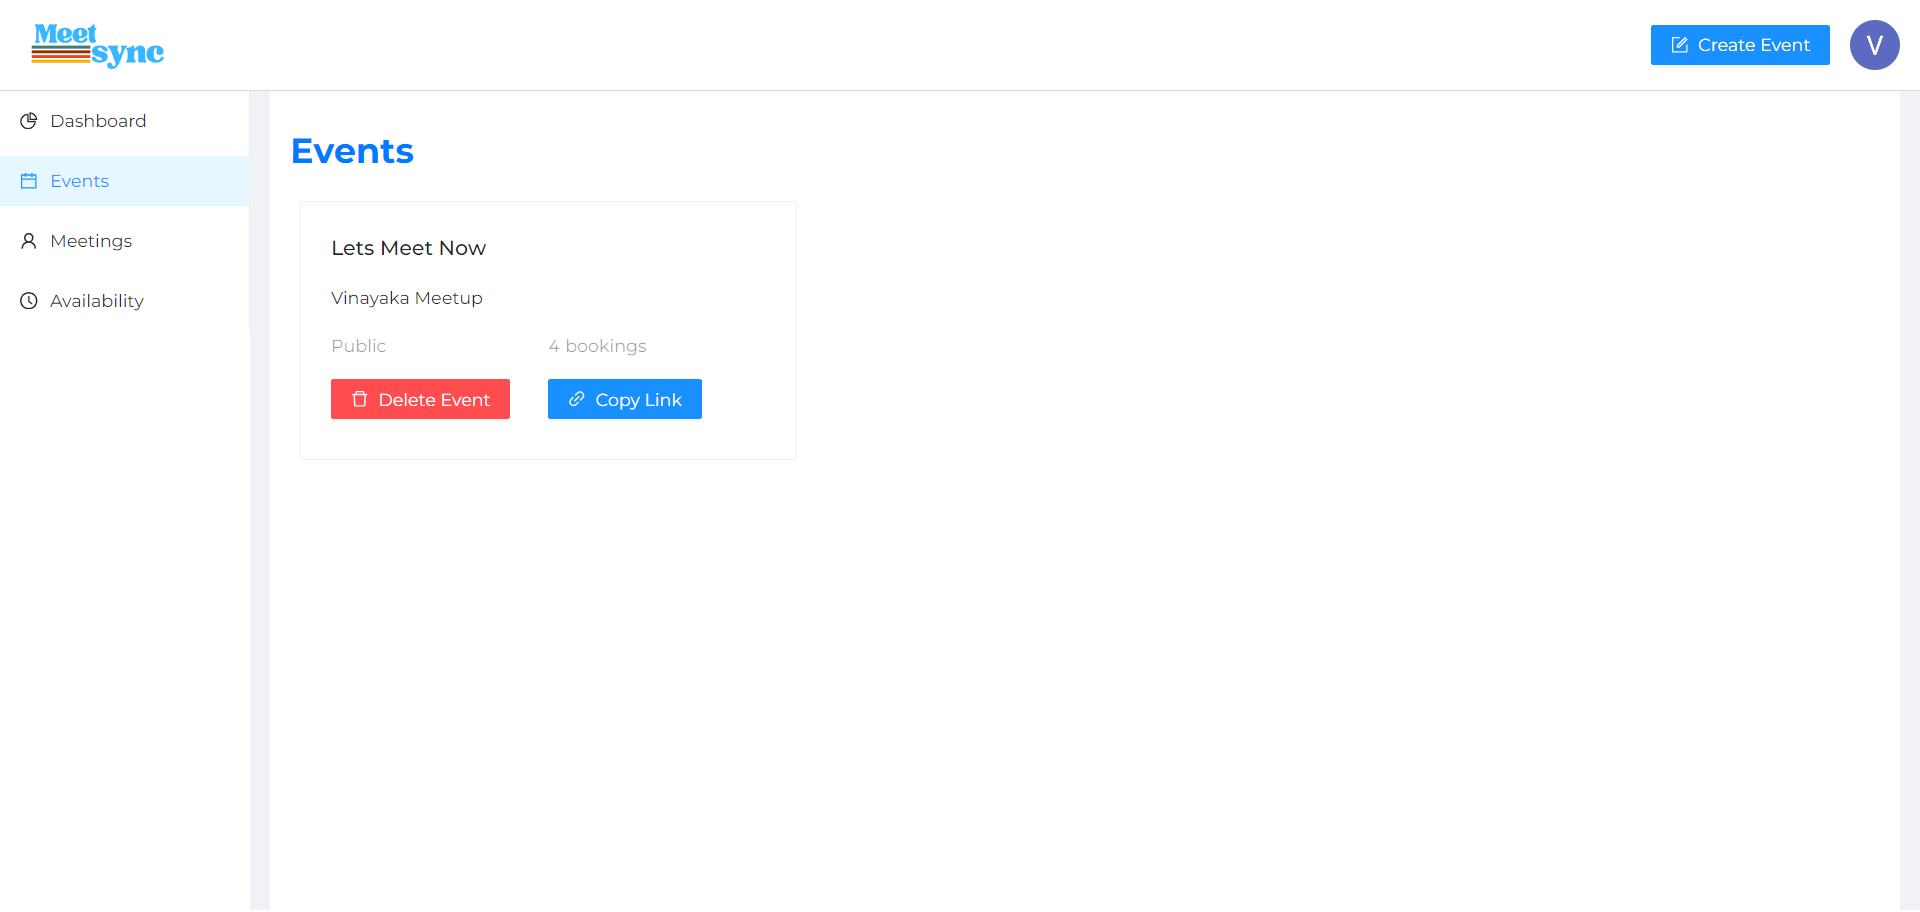 Meet
sync
Create Event
V
Dashboard
Events
Meetings
Availability
Events
Lets Meet Now
Vinayaka Meetup
Public
4 bookings
Delete Event
Copy Link